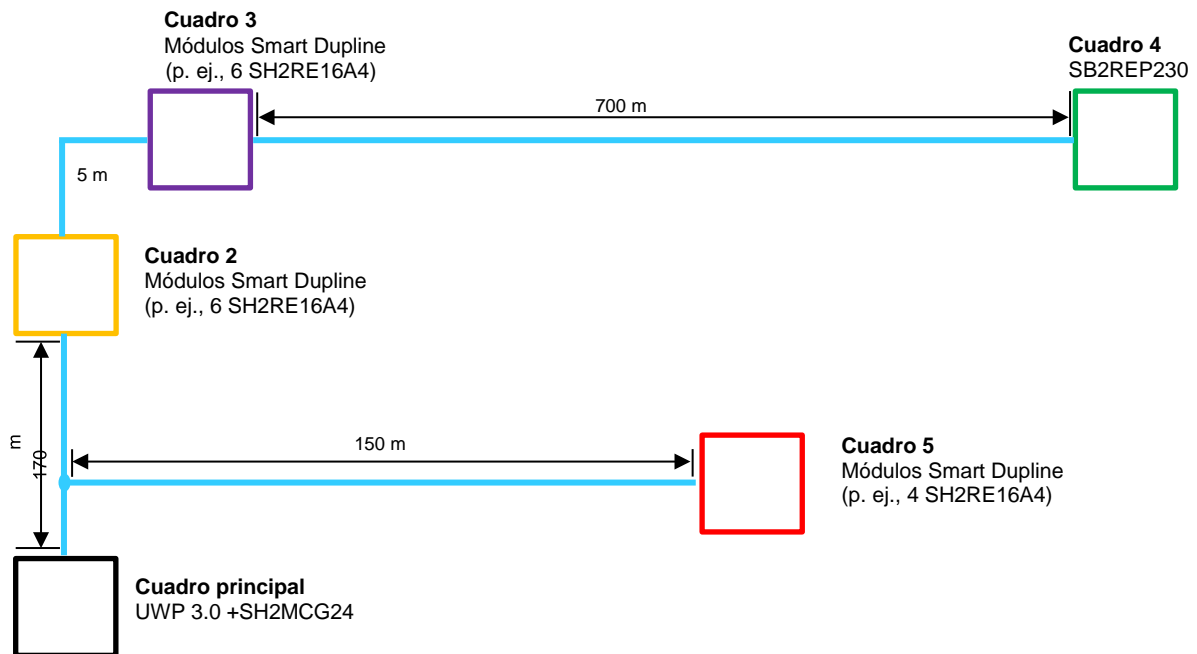 Cuadro 3
Módulos Smart Dupline
(p. ej., 6 SH2RE16A4)
Cuadro 4
SB2REP230
700 m
5 m
Cuadro 2
Módulos Smart Dupline
(p. ej., 6 SH2RE16A4)
170 m
150 m
Cuadro 5
Módulos Smart Dupline
(p. ej., 4 SH2RE16A4)
Cuadro principal
UWP 3.0 +SH2MCG24